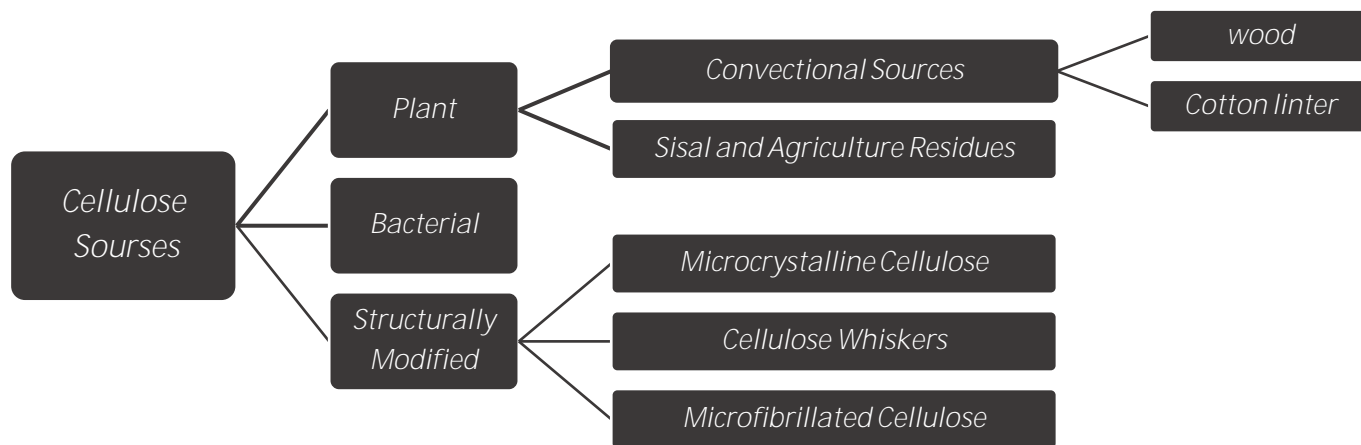 Cellulose
Sourses
Plant
Convectional Sources
wood
Cotton linter
Sisal and Agriculture Residues
Bacterial
Structurally
Modified
Microcrystalline Cellulose
Cellulose Whiskers
Microfibrillated Cellulose